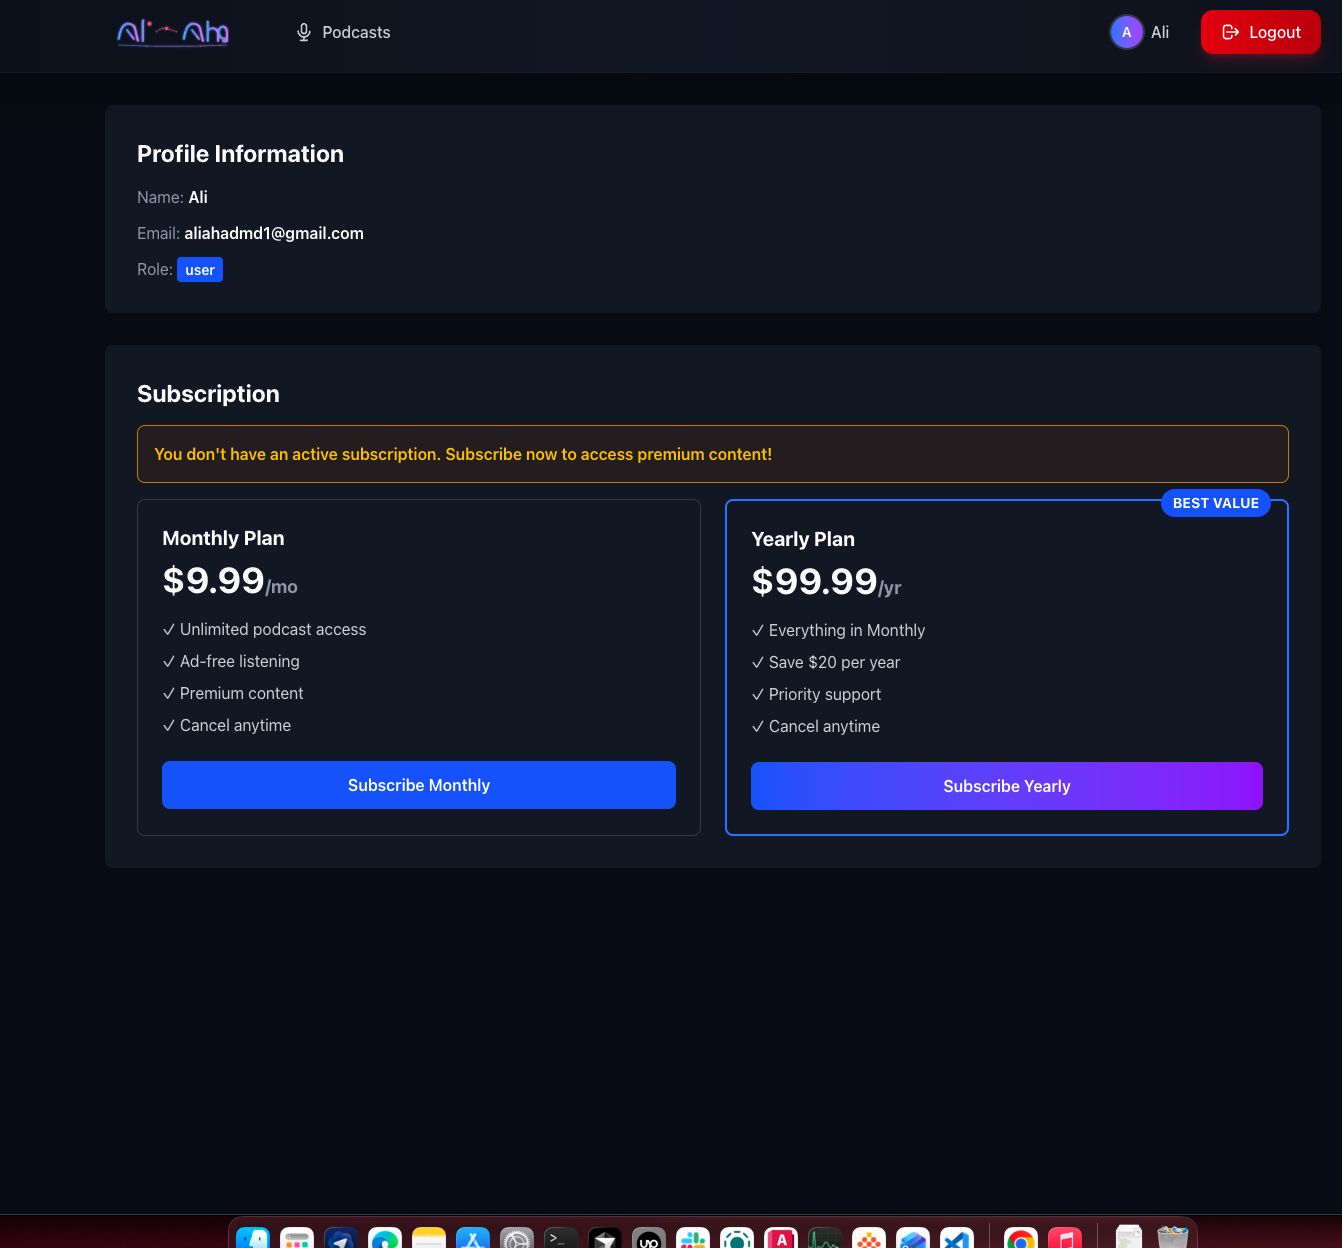 Podcasts
A Ali
Logout
Profile Information
Name: Ali
Email: aliahadmd1@gmail.com
Role: user
Subscription
You don't have an active subscription. Subscribe now to access premium content!
Monthly Plan
$9.99/mo
✓ Unlimited podcast access
✓ Ad-free listening
✓ Premium content
✓ Cancel anytime
Subscribe Monthly
BEST VALUE
Yearly Plan
$99.99/yr
✓ Everything in Monthly
✓ Save $20 per year
✓ Priority support
✓ Cancel anytime
Subscribe Yearly